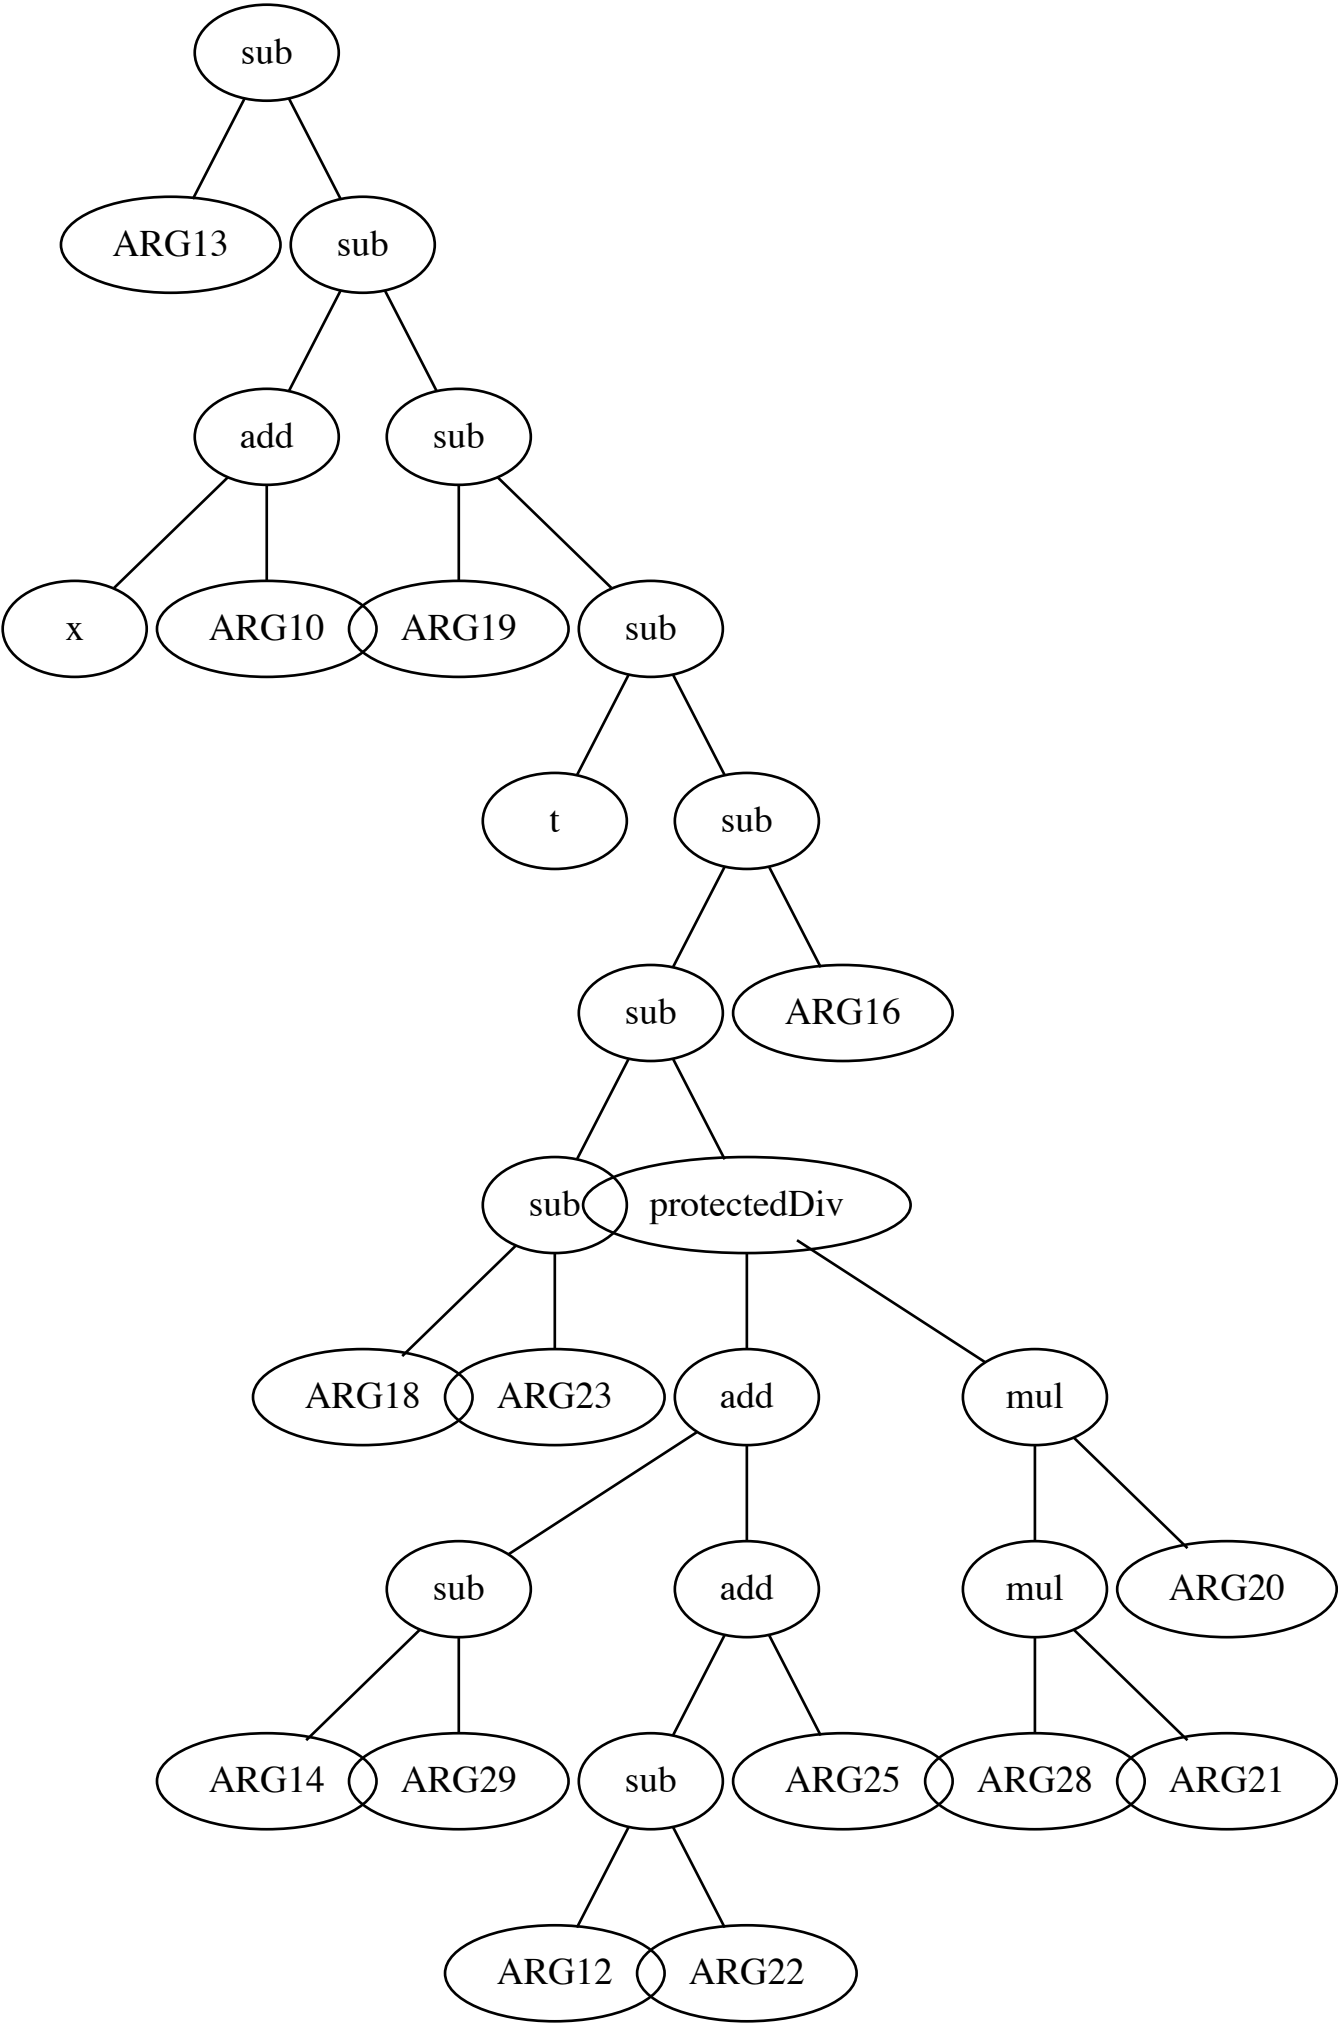 sub
ARG13 sub
add sub
x ARG10 ARG19 sub
t sub
sub ARG16
sub protectedDiv
ARG18 ARG23 add mul
sub add mul ARG20
ARG14 ARG29 sub ARG25 ARG28 ARG21
ARG12 ARG22